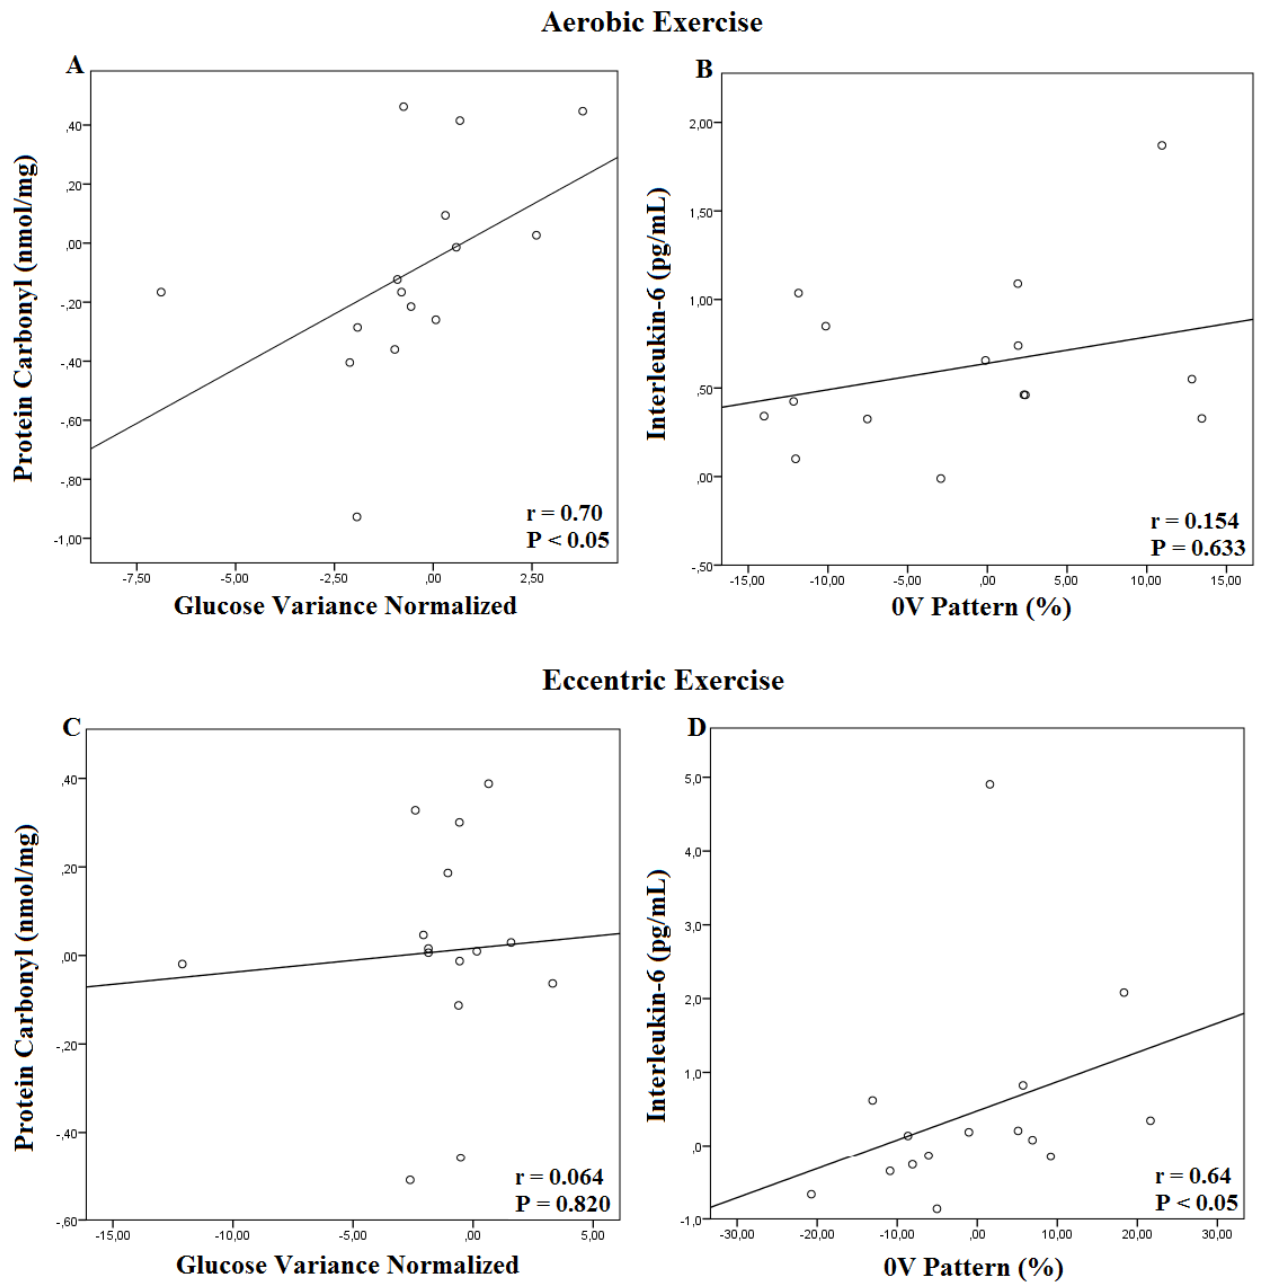 Aerobic Exercise
A
,40
,20
,00
-,20
-,40
-,60
-,80
-1,00
-7,50 -5,00 -2,50 ,00 2,50
Protein Carbonyl (nmol/mg)
Glucose Variance Normalized
r = 0.70
P < 0.05
B
2,00
1,50
1,00
,50
,00
-,50
-15,00 -10,00 -5,00 ,00 5,00 10,00 15,00
Interleukin-6 (pg/mL)
0V Pattern (%)
r = 0.154
P = 0.633
Eccentric Exercise
C
,40
,20
,00
-,20
-,40
-,60
-15,00 -10,00 -5,00 ,00 5,00
Protein Carbonyl (nmol/mg)
Glucose Variance Normalized
r = 0.064
P = 0.820
D
5,0
4,0
3,0
2,0
1,0
,0
-1,0
-30,00 -20,00 -10,00 ,00 10,00 20,00 30,00
Interleukin-6 (pg/mL)
0V Pattern (%)
r = 0.64
P < 0.05